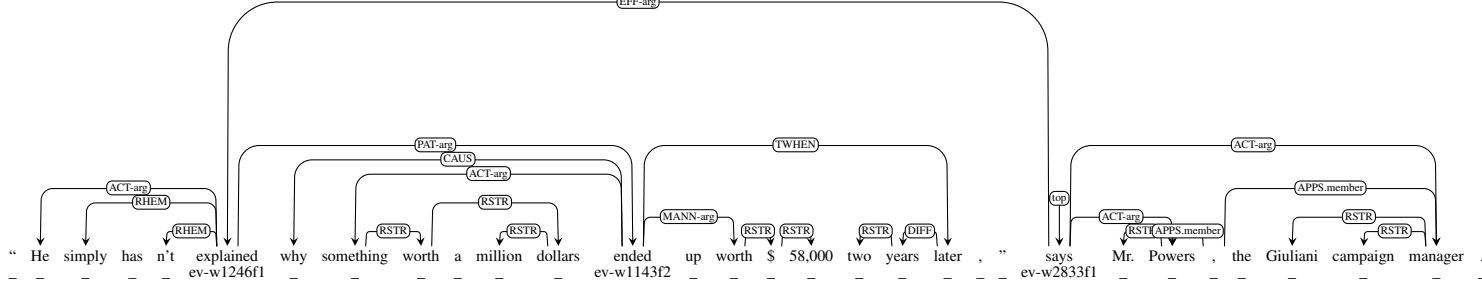 EFF-arg
PAT-arg TWHEN ACT-arg
CAUS
ACT-arg
ACT-arg APPS.member
RHEM RSTR top
MANN-arg ACT-arg RSTR
RHEM RSTR RSTR RSTR RSTR RSTR DIFF RSTR APPS.member RSTR
“ He simply has n’t explained why something worth a million dollars ended up worth $ 58,000 two years later , ” says Mr. Powers , the Giuliani campaign manager .
_ _ _ _ _ ev-w1246f1 _ _ _ _ _ _ ev-w1143f2 _ _ _ _ _ _ _ _ _ ev-w2833f1 _ _ _ _ _ _ _ _